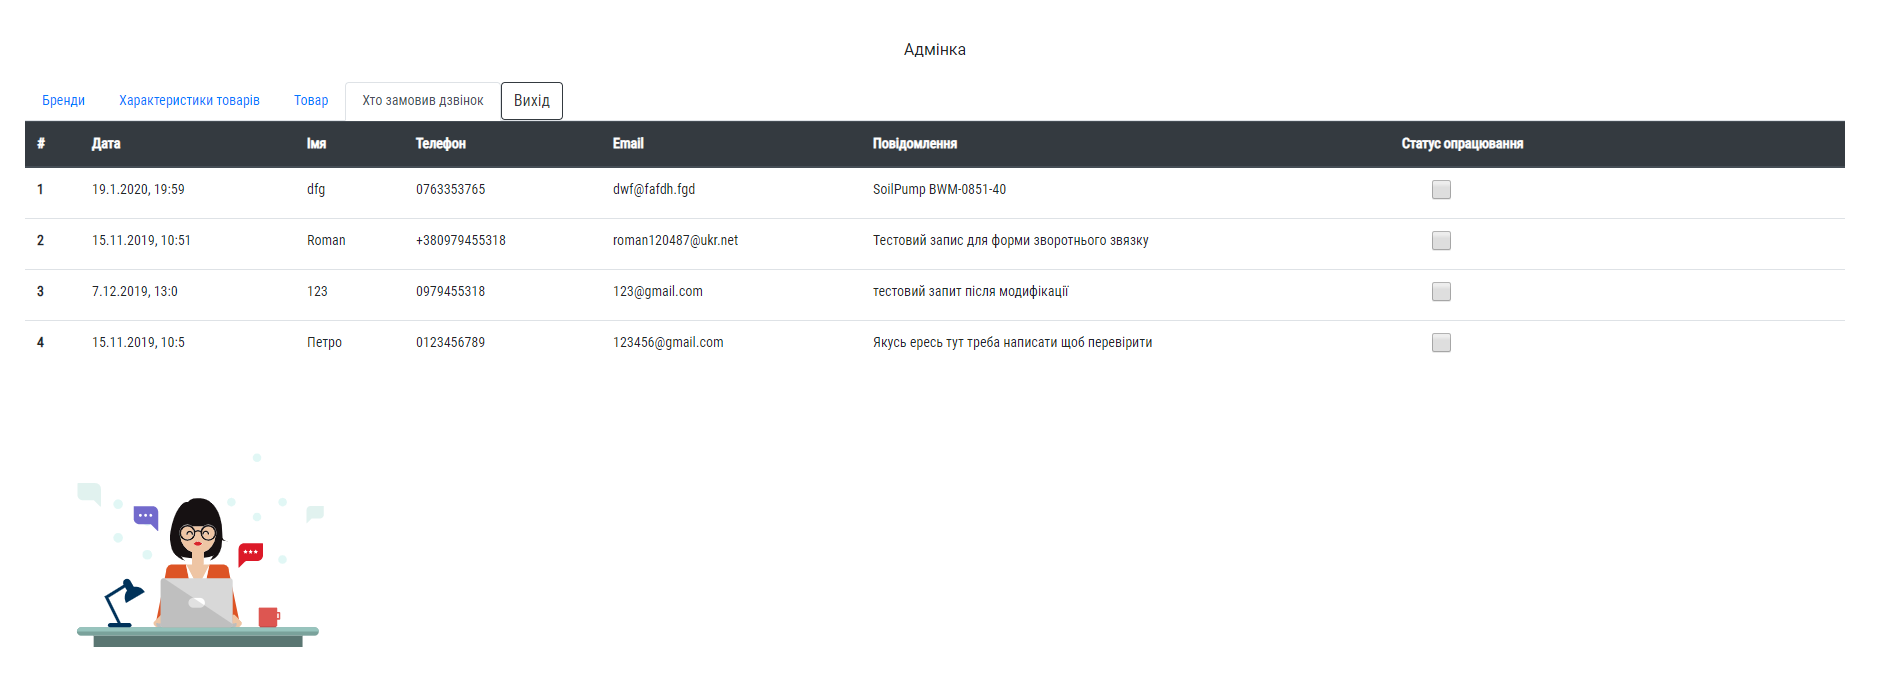 Адмінка
Бренди Характеристики товарів Товар Хто замовив дзвінок Вихід
# Дата Імя Телефон Email Повідомлення Статус опрацювання
1 19.1.2020, 19:59 dfg 0763353765 dwf@fafdh.fgd SoilPump BWM-0851-40
2 15.11.2019, 10:51 Roman +380979455318 roman120487@ukr.net Тестовий запис для форми зворотнього звязку
3 7.12.2019, 13:0 123 0979455318 123@gmail.com тестовий запит після модифікації
4 15.11.2019, 10:5 Петро 0123456789 123456@gmail.com Якусь ересь тут треба написати щоб перевірити